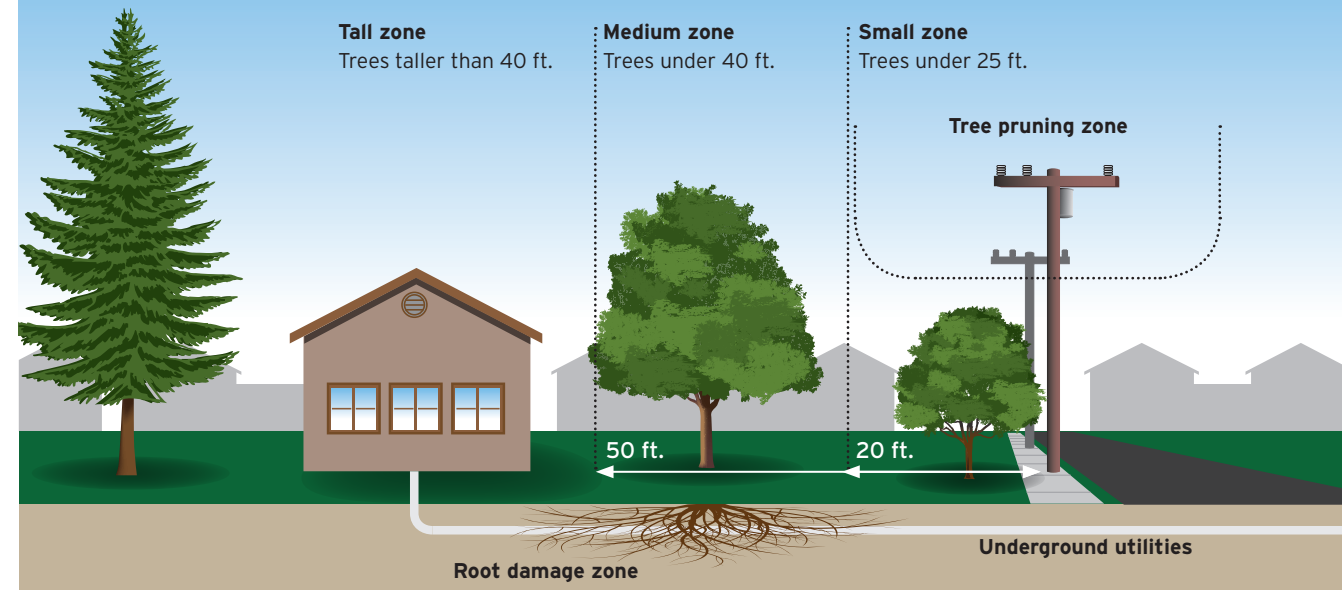 Tall zone
Trees taller than 40 ft.
Medium zone
Trees under 40 ft.
Small zone
Trees under 25 ft.
Tree pruning zone
50 ft.
20 ft.
Underground utilities
Root damage zone